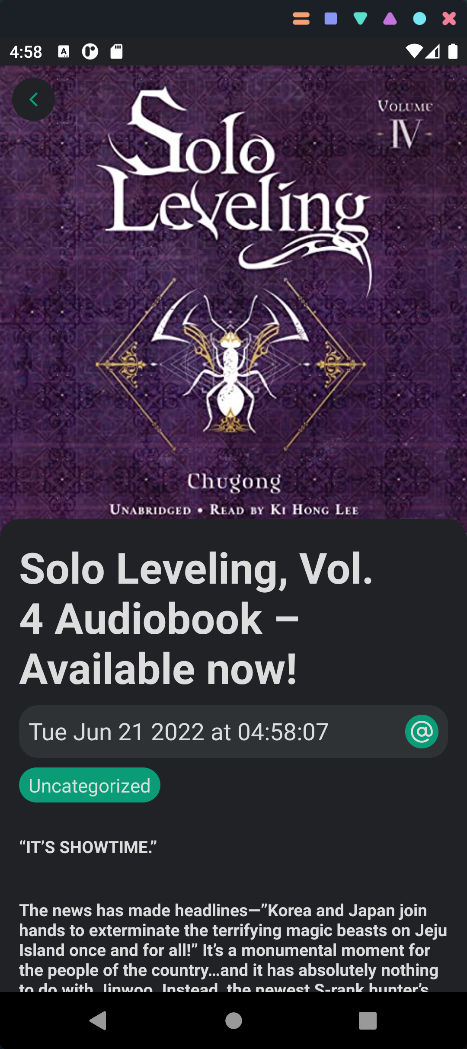 4:58
Solo
Leveling
VOLUME
IV
Chugong
UNABRIDGED • READ BY KI HONG LEE
Solo Leveling, Vol.
4 Audiobook –
Available now!
Tue Jun 21 2022 at 04:58:07
@
Uncategorized
“IT’S SHOWTIME.”
The news has made headlines—”Korea and Japan join
hands to exterminate the terrifying magic beasts on Jeju
Island once and for all!” It’s a monumental moment for
the people of the country…and it has absolutely nothing
to do with Jinwoo. Instead, the newest S-rank hunter’s